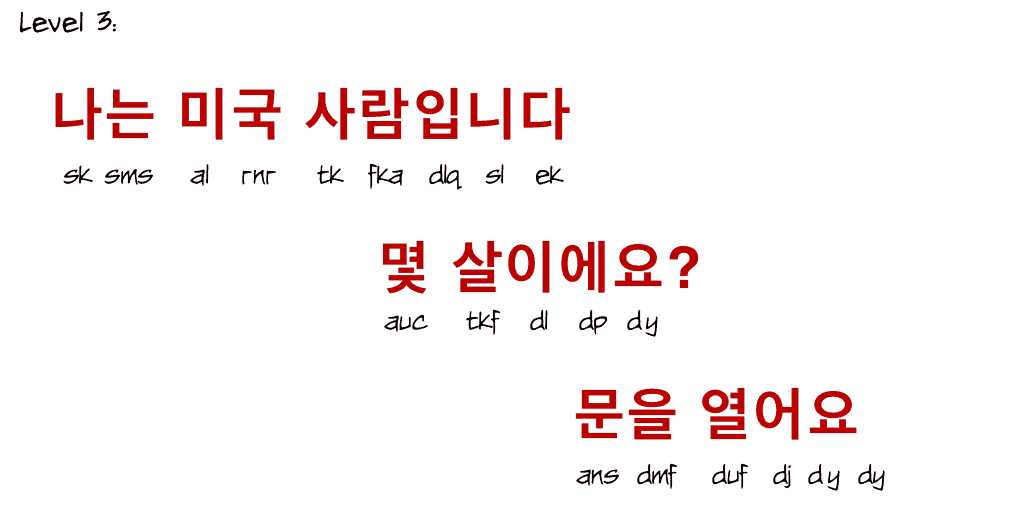 Level 3:
나는 미국 사람입니다
sk sms al rnr tk fka dlq sl ek
몇 살이에요?
auc tkf dl dp dy
문을 열어요
ans dmf duf dj dy dy